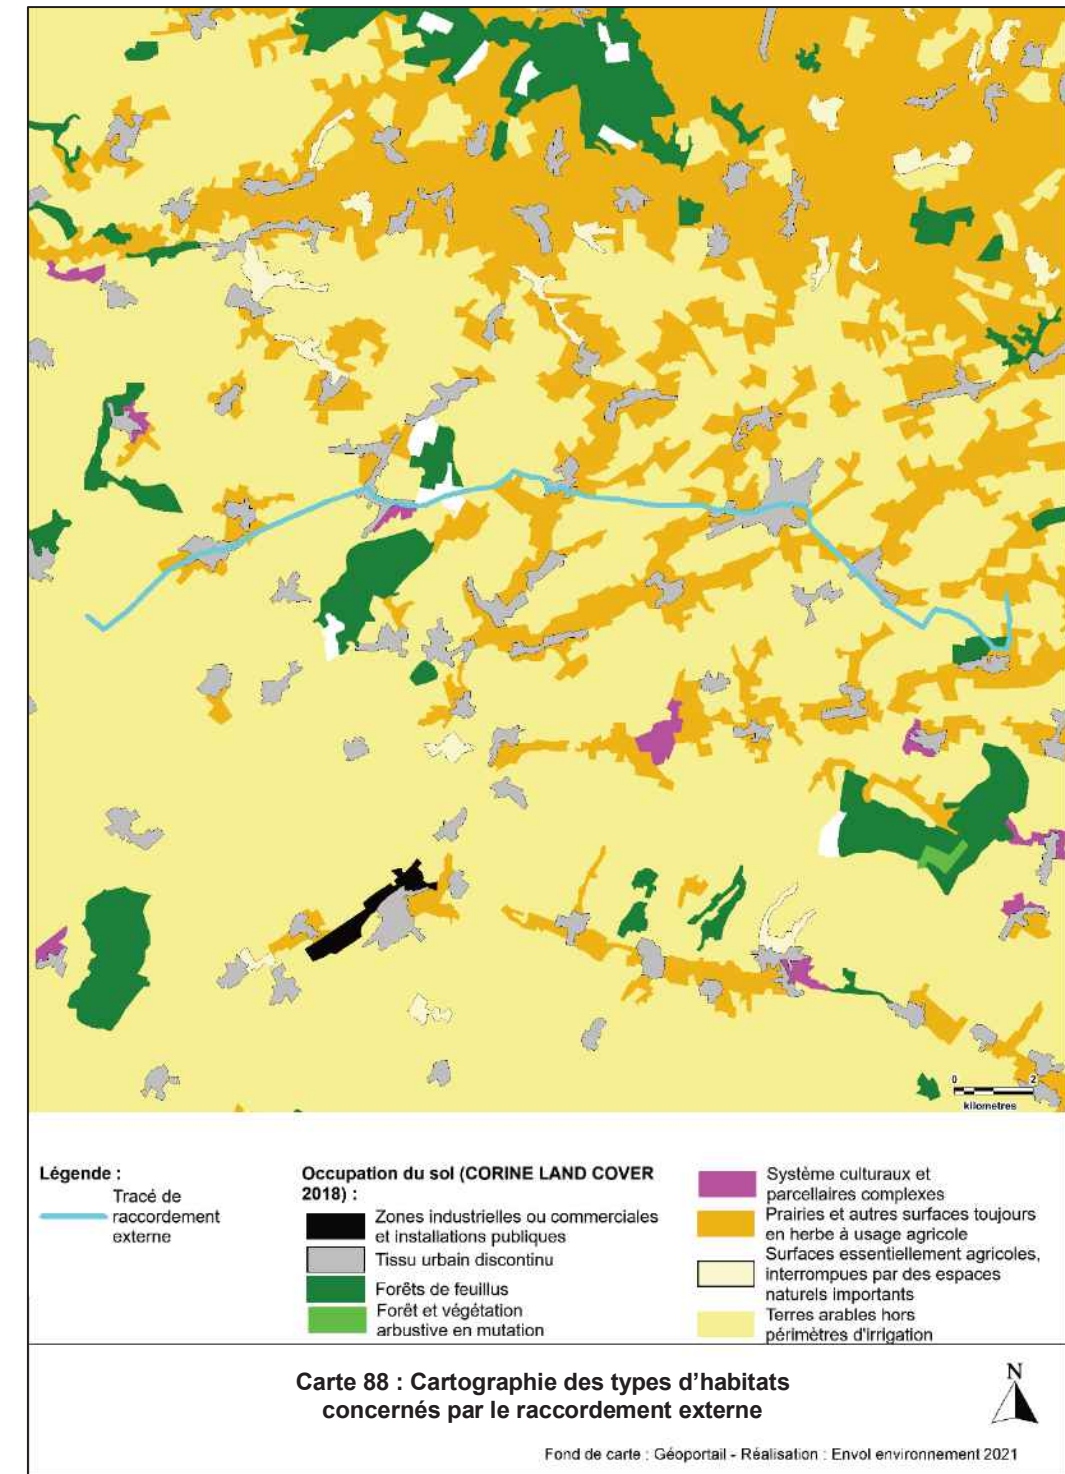 0 2
kilometres
Légende :
Tracé de
raccordement
externe
Occupation du sol (CORINE LAND COVER
2018) :
Zones industrielles ou commerciales
et installations publiques
Tissu urbain discontinu
Forêts de feuillus
Forêt et végétation
arbustive en mutation
Système culturaux et
parcellaires complexes
Prairies et autres surfaces toujours
en herbe à usage agricole
Surfaces essentiellement agricoles,
interrompues par des espaces
naturels importants
Terres arables hors
périmètres d'irrigation
Carte 88 : Cartographie des types d’habitats
concernés par le raccordement externe
N
Fond de carte : Géoportail - Réalisation : Envol environnement 2021